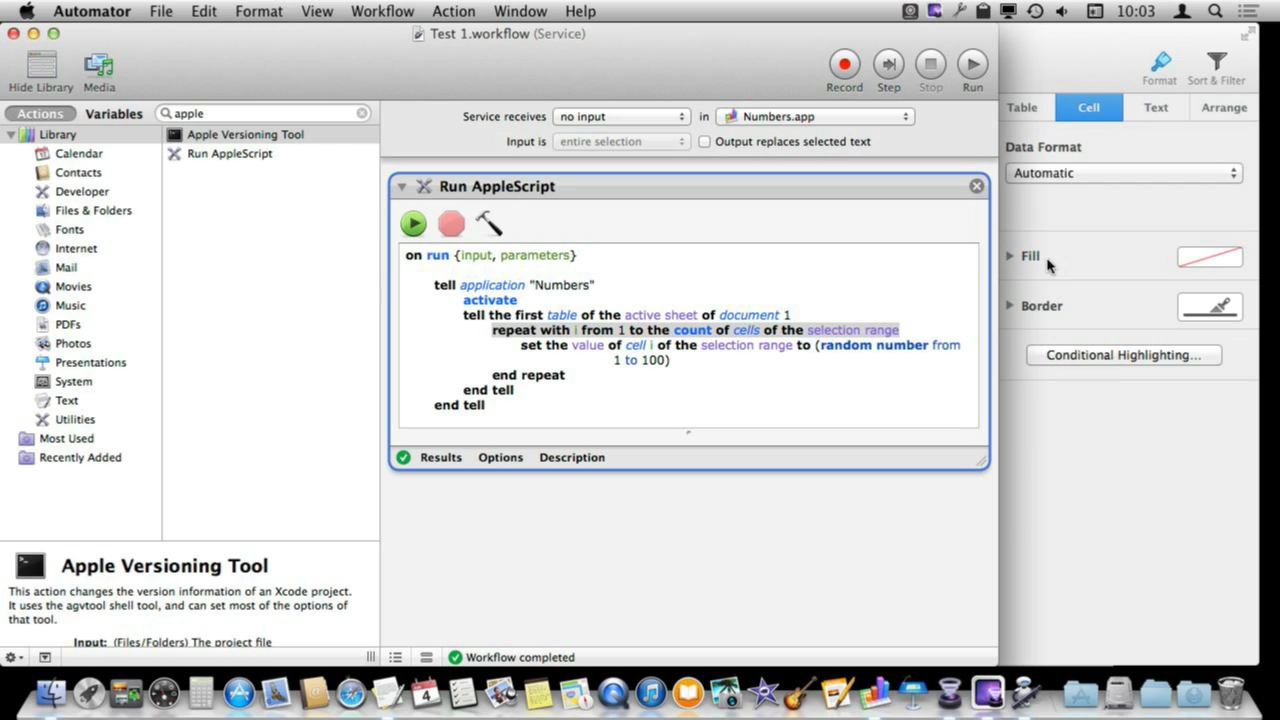 Automator File Edit Format View Workflow Action Window Help 10:03
Test 1.workflow (Service)
Hide Library Media Record Step Stop Run Format Sort & Filter
Actions Variables apple
Service receives no input in Numbers.app
Input is entire selection Output replaces selected text
Library
Calendar
Contacts
Developer
Files & Folders
Fonts
Internet
Mail
Movies
Music
PDFs
Photos
Presentations
System
Text
Utilities
Most Used
Recently Added
Apple Versioning Tool
Run AppleScript
Run AppleScript
on run {input, parameters}
tell application "Numbers"
activate
tell the first table of the active sheet of document 1
repeat with i from 1 to the count of cells of the selection range
set the value of cell i of the selection range to (random number from
1 to 100)
end repeat
end tell
end tell
Results Options Description
Apple Versioning Tool
This action changes the version information of an Xcode project.
It uses the agvtool shell tool, and can set most of the options of
that tool.
Input: (Files/Folders) The project file
Workflow completed
Table Cell Text Arrange
Data Format
Automatic
Fill
Border
Conditional Highlighting...
4